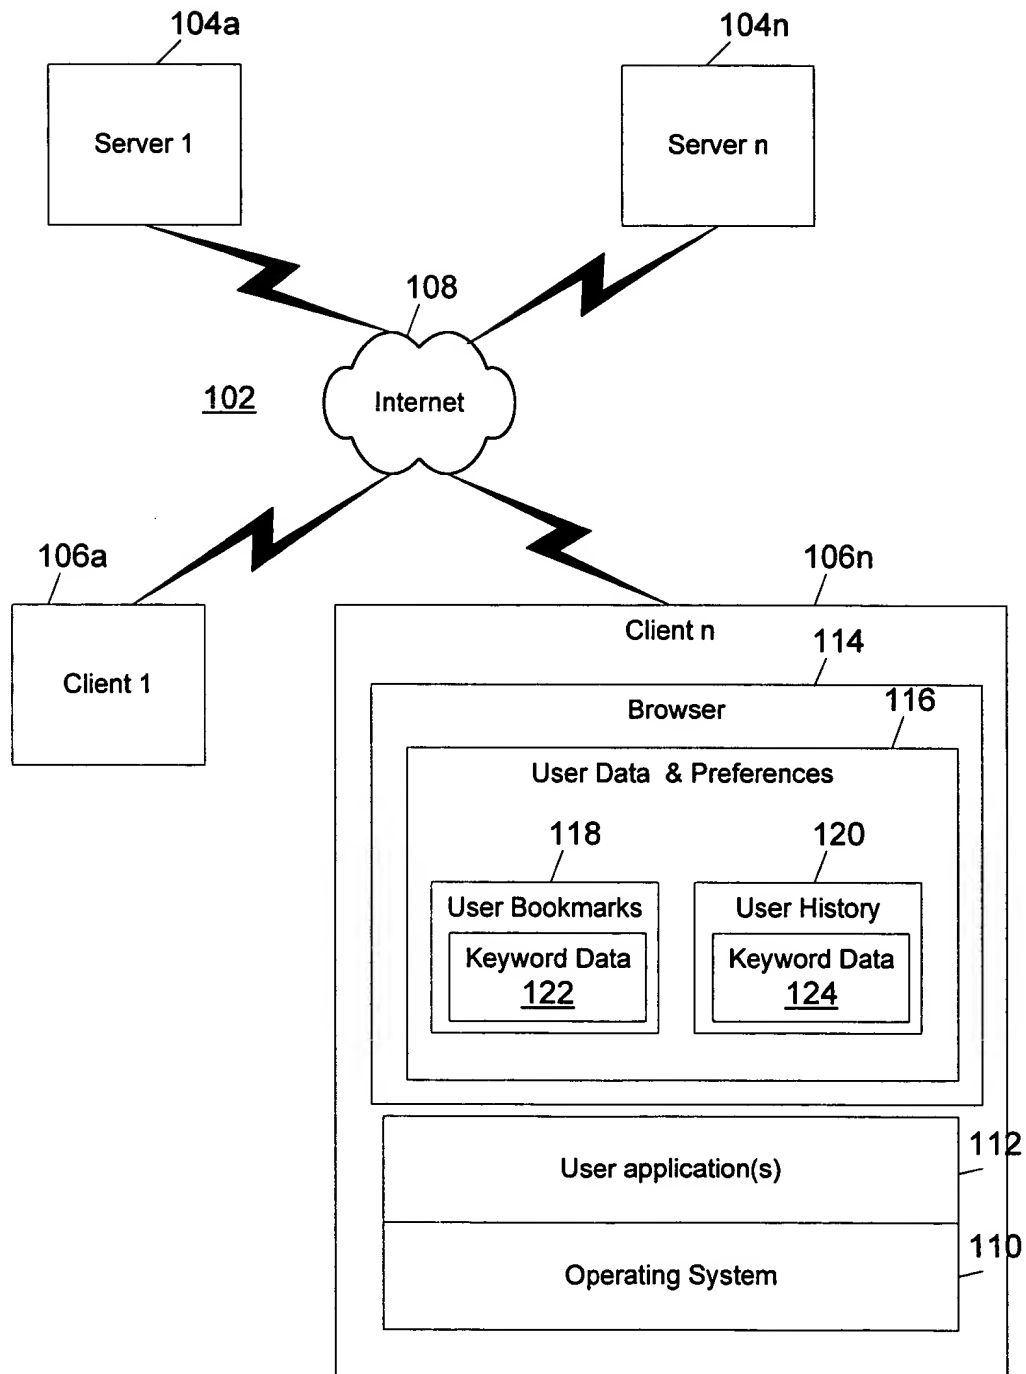 104a
104n
Server 1
Server n
108
102
Internet
106a
106n
Client 1
Client n
114
Browser
116
User Data & Preferences
118
120
User Bookmarks
User History
Keyword Data
122
Keyword Data
124
112
User application(s)
110
Operating System